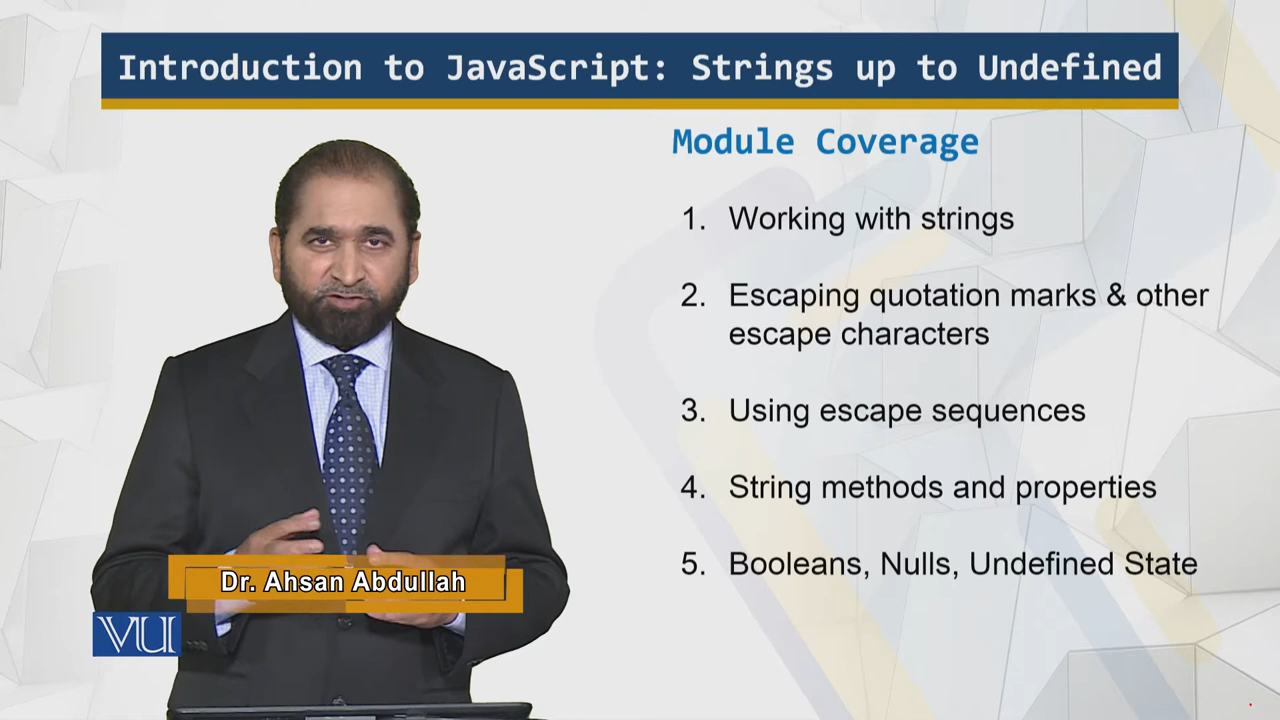 Introduction to JavaScript: Strings up to Undefined
Module Coverage
1. Working with strings
2. Escaping quotation marks & other
escape characters
3. Using escape sequences
4. String methods and properties
5. Booleans, Nulls, Undefined State
Dr. Ahsan Abdullah
VU